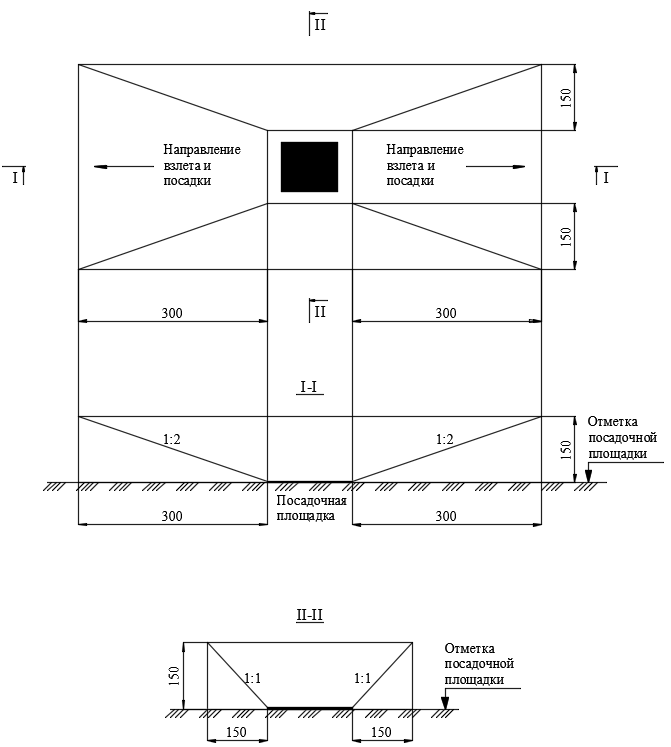 II
150
Направление
взлета и
посадки
Направление
взлета и
посадки
I
I
150
300
II
300
I-I
1:2
1:2
150
Отметка
посадочной
площадки
Посадочная
площадка
300
300
II-II
150
1:1
1:1
Отметка
посадочной
площадки
150
150